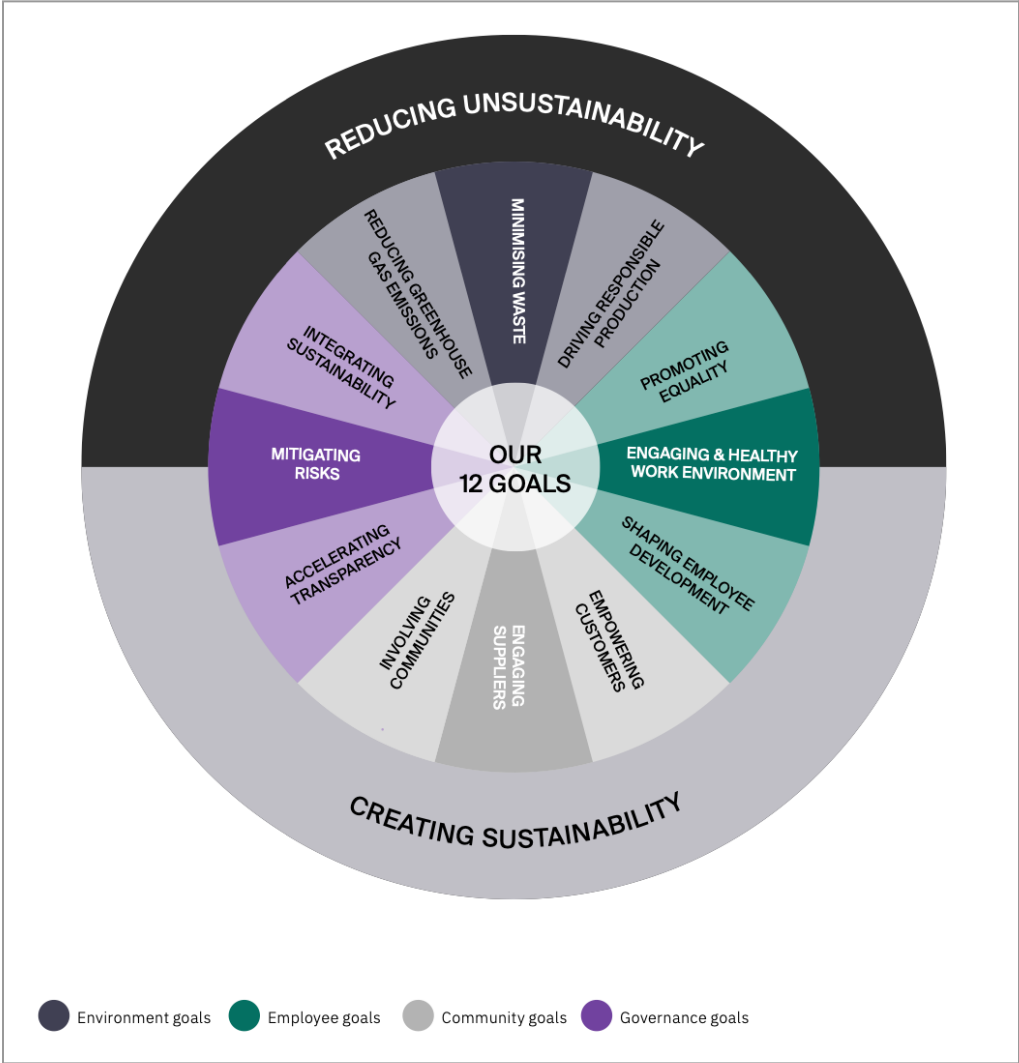 REDUCING UNSUSTAINABILITY
MINIMISING WASTE
DRIVING RESPONSIBLE
PRODUCTION
PROMOTING
EQUALITY
ENGAGING & HEALTHY
WORK ENVIRONMENT
SHAPING EMPLOYEE
DEVELOPMENT
EMPOWERING
CUSTOMERS
ENGAGING
SUPPLIERS
INVOLVING
COMMUNITIES
ACCELERATING
TRANSPARENCY
MITIGATING
RISKS
INTEGRATING
SUSTAINABILITY
REDUCING GREENHOUSE
GAS EMISSIONS
OUR
12 GOALS
CREATING SUSTAINABILITY
Environment goals
Employee goals
Community goals
Governance goals